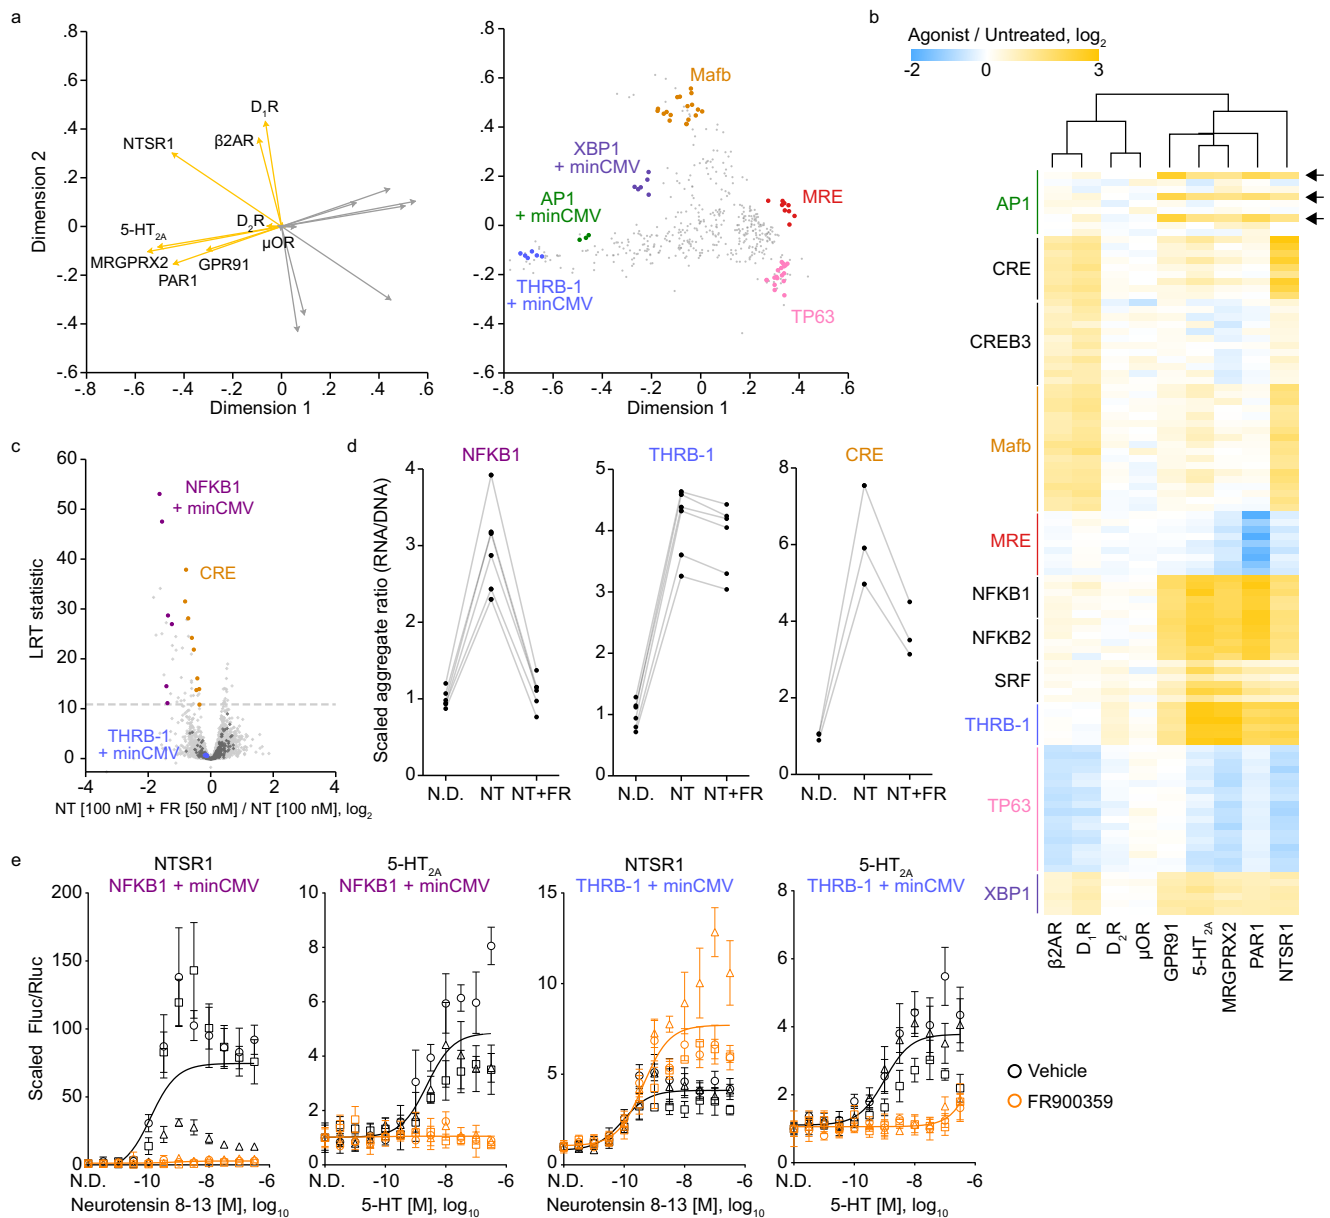 a
.8
.6
.4
.2
0
-.2
-.4
-.6
Dimension 2
D1R
β2AR
NTSR1
D2R
μOR
5-HT2A
MRGPRX2
GPR91
PAR1
-.8
-.6
-.4
-.2
0
.2
.4
.6
Dimension 1
.8
.6
.4
.2
0
-.2
-.4
-.6
Mafb
XBP1
+ minCMV
AP1
+ minCMV
MRE
THRB-1
+ minCMV
TP63
-.8
-.6
-.4
-.2
0
.2
.4
.6
Dimension 1
b
Agonist / Untreated, log2
-2
0
3
AP1
CRE
CREB3
Mafb
MRE
NFKB1
NFKB2
SRF
THRB-1
TP63
XBP1
β2AR
D1R
D2R
μOR
GPR91
5-HT2A
MRGPRX2
PAR1
NTSR1
c
60
50
40
30
20
10
0
LRT statistic
NFKB1
+ minCMV
CRE
THRB-1
+ minCMV
−4
−2
0
2
4
NT [100 nM] + FR [50 nM] / NT [100 nM], log2
d
NFKB1
4
3
2
1
0
Scaled aggregate ratio (RNA/DNA)
N.D.
NT
NT+FR
THRB-1
5
4
3
2
1
0
N.D.
NT
NT+FR
CRE
8
6
4
2
0
N.D.
NT
NT+FR
e
NTSR1
NFKB1 + minCMV
200
150
100
50
0
Scaled Fluc/Rluc
N.D.
-10
-8
-6
Neurotensin 8-13 [M], log10
5-HT2A
NFKB1 + minCMV
10
8
6
4
2
0
N.D.
-10
-8
-6
5-HT [M], log10
NTSR1
THRB-1 + minCMV
15
10
5
0
N.D.
-10
-8
-6
Neurotensin 8-13 [M], log10
5-HT2A
THRB-1 + minCMV
8
6
4
2
0
N.D.
-10
-8
-6
5-HT [M], log10
Vehicle
FR900359